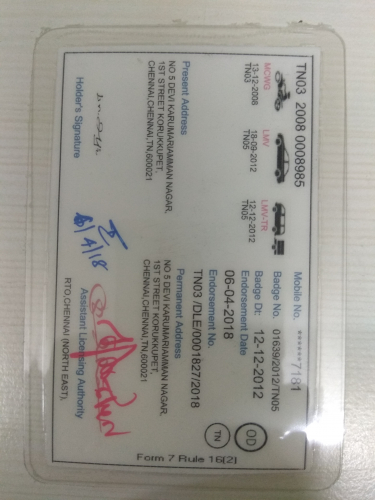 TN03 2008 0008985
Mobile No. ******7181
MCWG
13-12-2008
TN03
LMV
18-09-2012
TN05
LMV-TR
12-12-2012
TN05
Badge No. 01639/2012/TN05
Badge Dt: 12-12-2012
Endorsement Date
06-04-2018
Endorsement No.
TN03 /DLE/0001827/2018
OD
TN
Present Address
NO 5 DEVI KARUMARIAMMAN NAGAR,
1ST STREET KORUKKUPET,
CHENNAI,CHENNAI,TN,600021
Permanent Address
NO 5 DEVI KARUMARIAMMAN NAGAR,
1ST STREET KORUKKUPET,
CHENNAI,CHENNAI,TN,600021
Holder's Signature
6/4/18
Assistant Licensing Authority
RTO,CHENNAI (NORTH EAST),
Form 7 Rule 16(2)